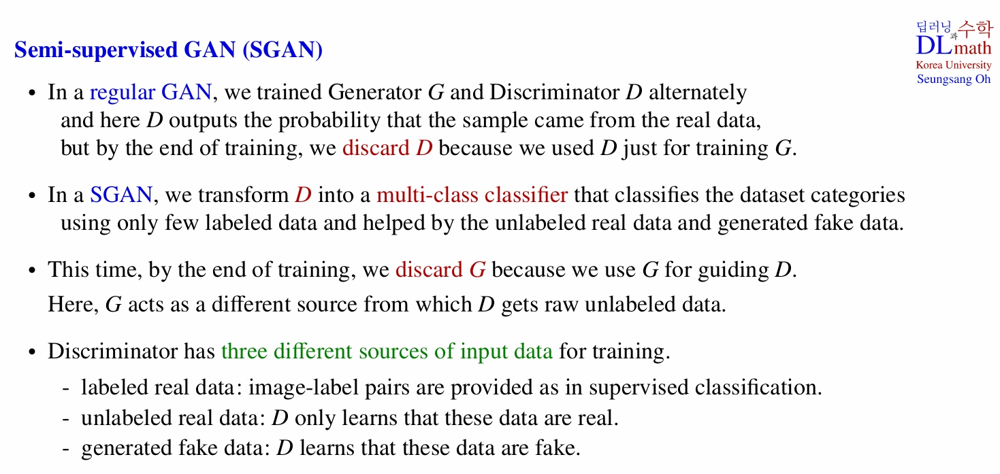 딥러닝과수학
DLmath
Korea University
Seungsang Oh
Semi-supervised GAN (SGAN)
• In a regular GAN, we trained Generator G and Discriminator D alternately
and here D outputs the probability that the sample came from the real data,
but by the end of training, we discard D because we used D just for training G.
• In a SGAN, we transform D into a multi-class classifier that classifies the dataset categories
using only few labeled data and helped by the unlabeled real data and generated fake data.
• This time, by the end of training, we discard G because we use G for guiding D.
Here, G acts as a different source from which D gets raw unlabeled data.
• Discriminator has three different sources of input data for training.
- labeled real data: image-label pairs are provided as in supervised classification.
- unlabeled real data: D only learns that these data are real.
- generated fake data: D learns that these data are fake.